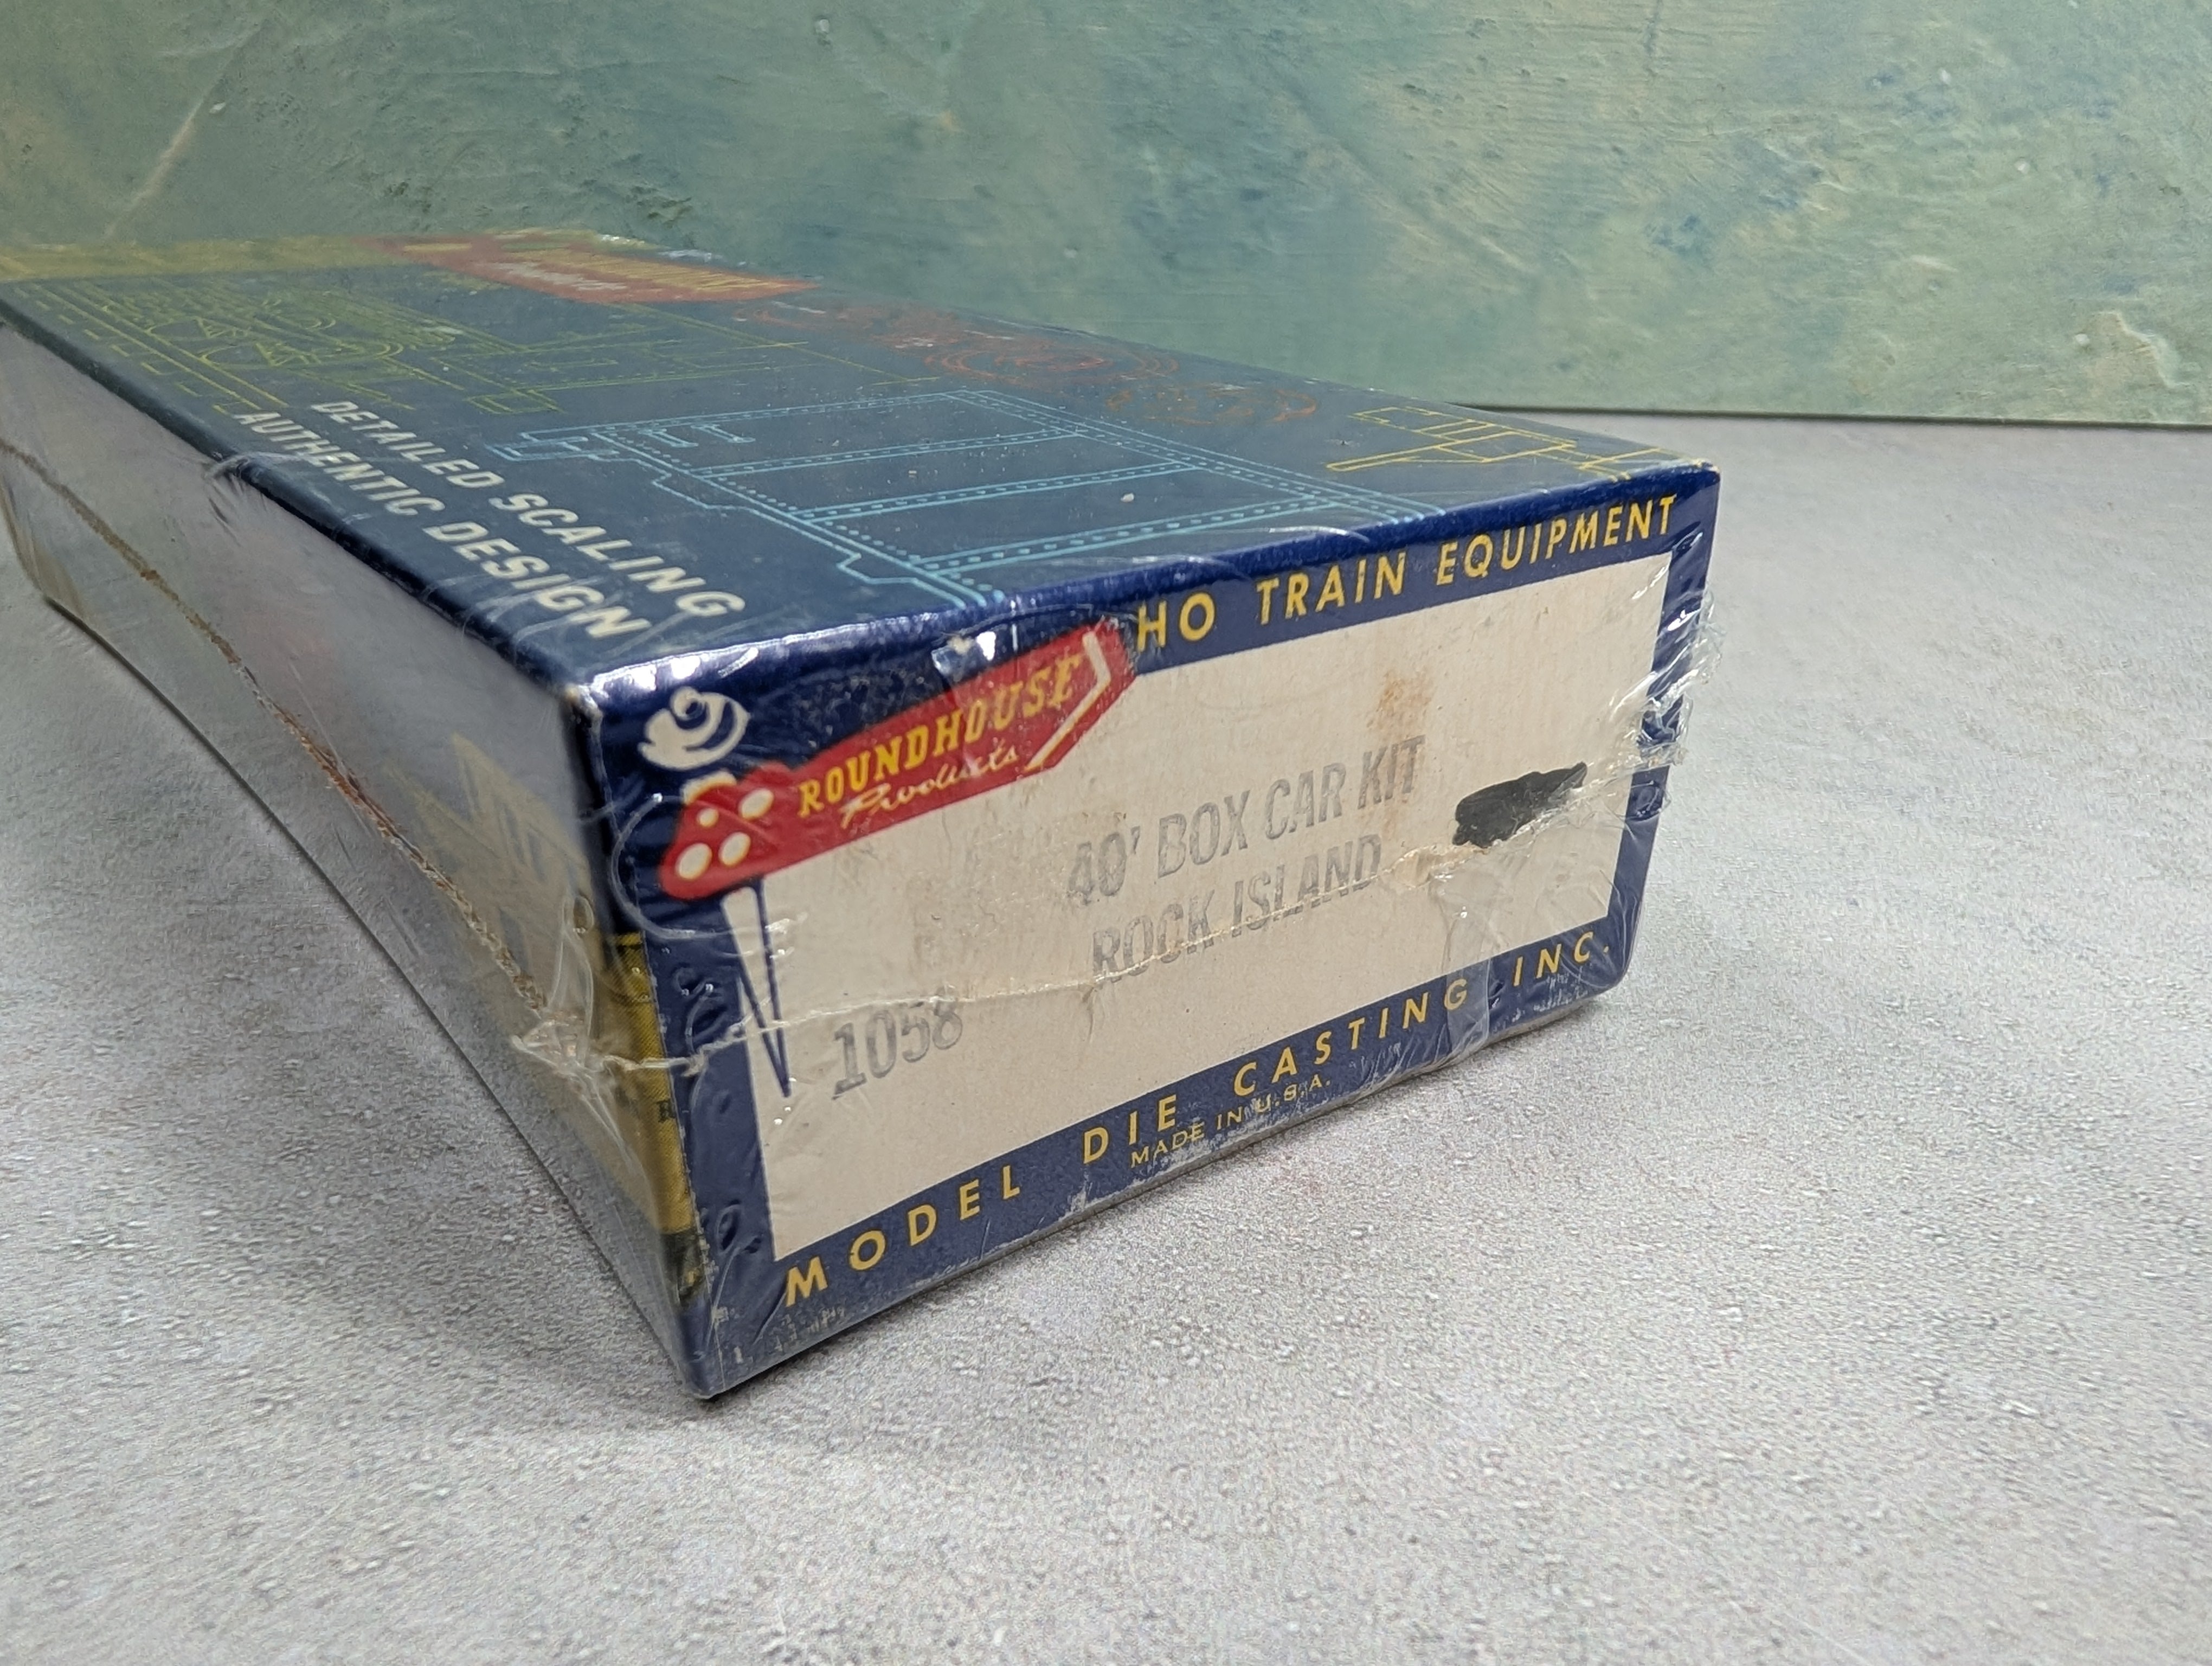 DETAILED SCALING
AUTHENTIC DESIGN
HO TRAIN EQUIPMENT
ROUNDHOUSE
Products
40' BOX CAR KIT
ROCK ISLAND
1058
MODEL DIE CASTING INC.
MADE IN U.S.A.